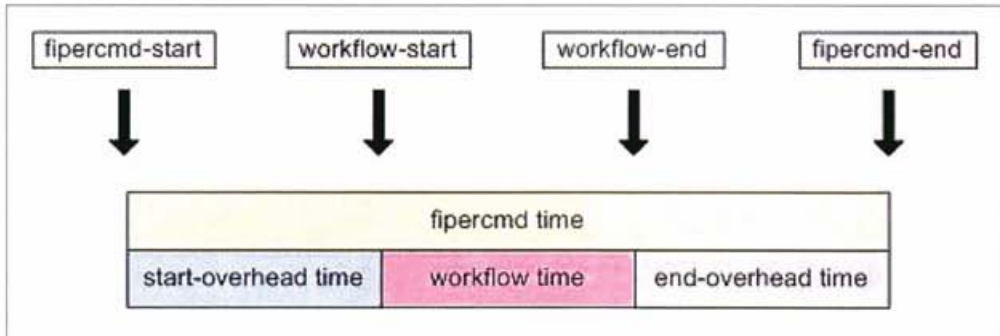 fipercmd-start workflow-start workflow-end fipercmd-end
fipercmd time
start-overhead time workflow time end-overhead time